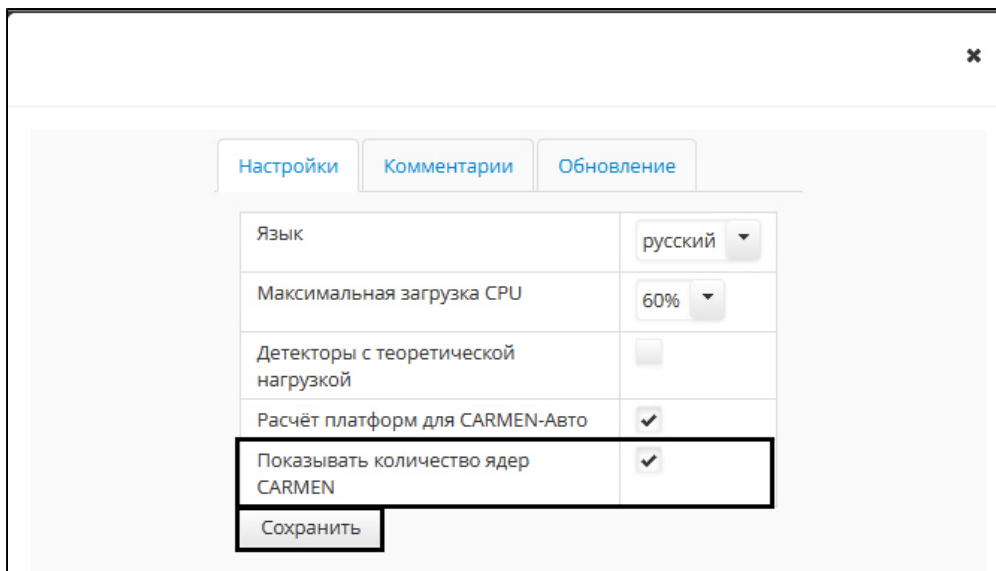 Настройки
Комментарии
Обновление
Язык
русский
Максимальная загрузка CPU
60%
Детекторы с теоретической
нагрузкой
Расчёт платформ для CARMEN-Авто
Показывать количество ядер
CARMEN
Сохранить